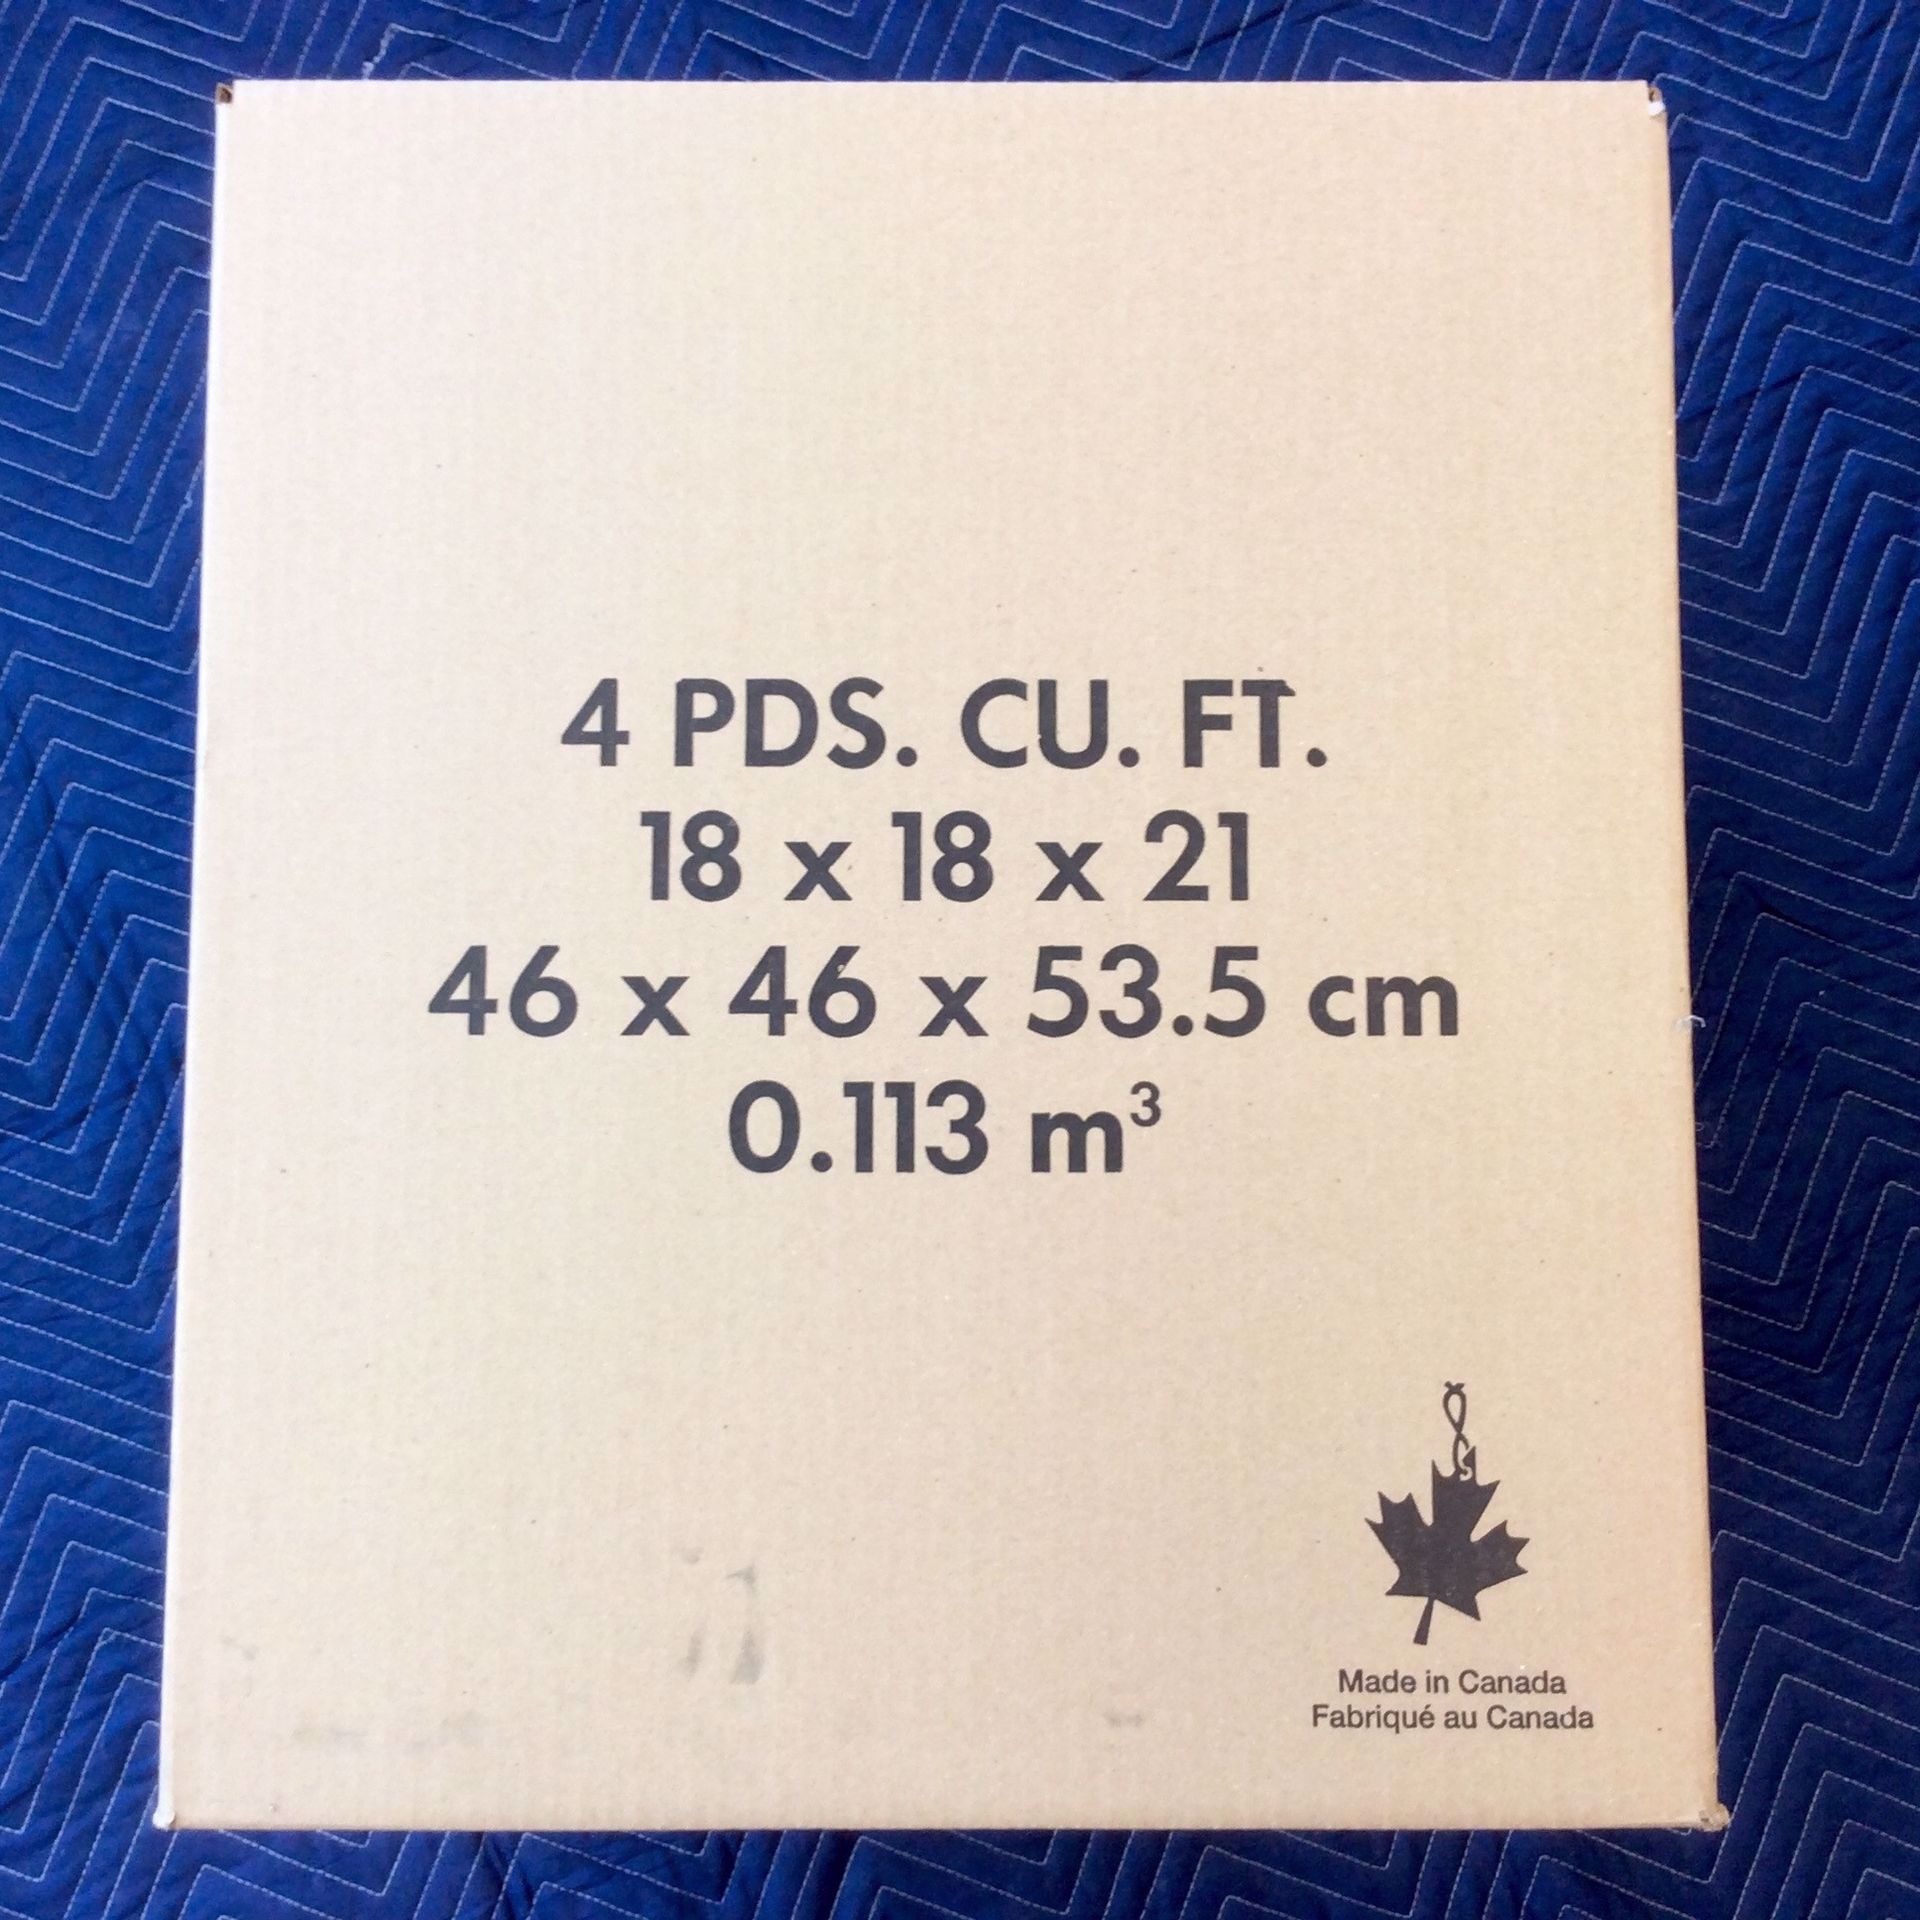 4 PDS. CU. FT.
18 x 18 x 21
46 x 46 x 53.5 cm
0.113 m³
Made in Canada
Fabriqué au Canada